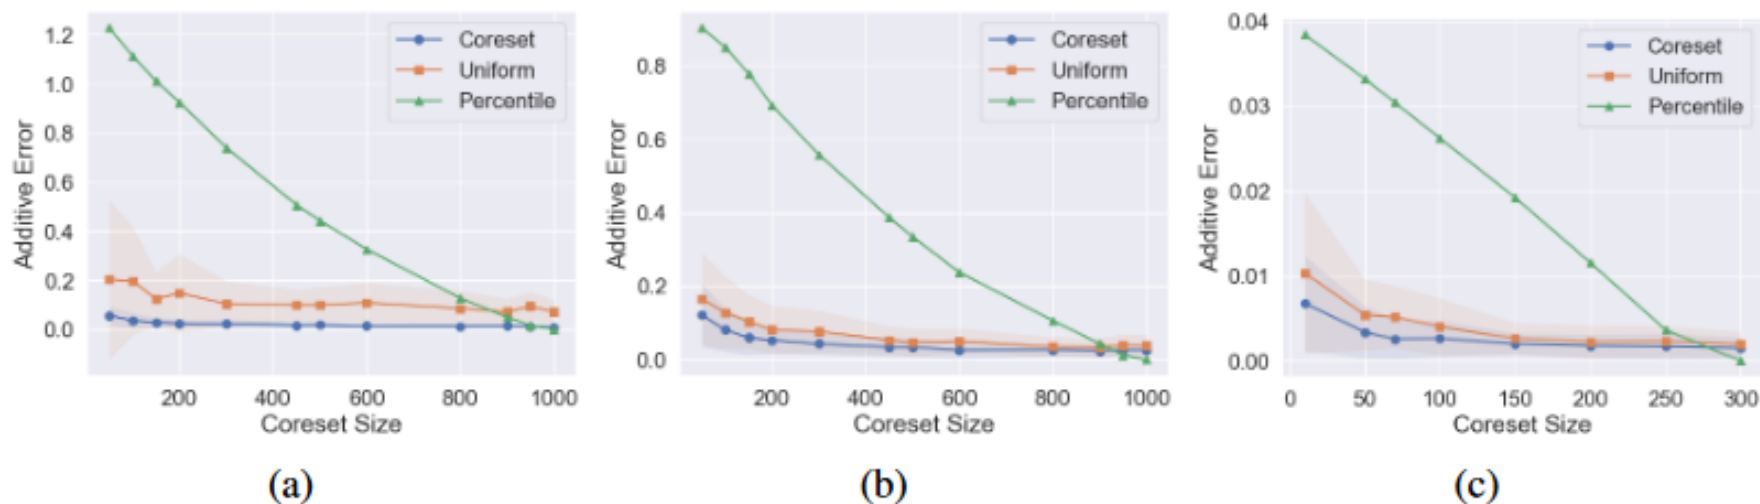 1.2
1.0
0.8
0.6
0.4
0.2
0.0
Additive Error
Coreset
Uniform
Percentile
200 400 600 800 1000
Coreset Size
(a)
0.8
0.6
0.4
0.2
0.0
Additive Error
Coreset
Uniform
Percentile
200 400 600 800 1000
Coreset Size
(b)
0.04
0.03
0.02
0.01
0.00
Additive Error
Coreset
Uniform
Percentile
0 50 100 150 200 250 300
Coreset Size
(c)